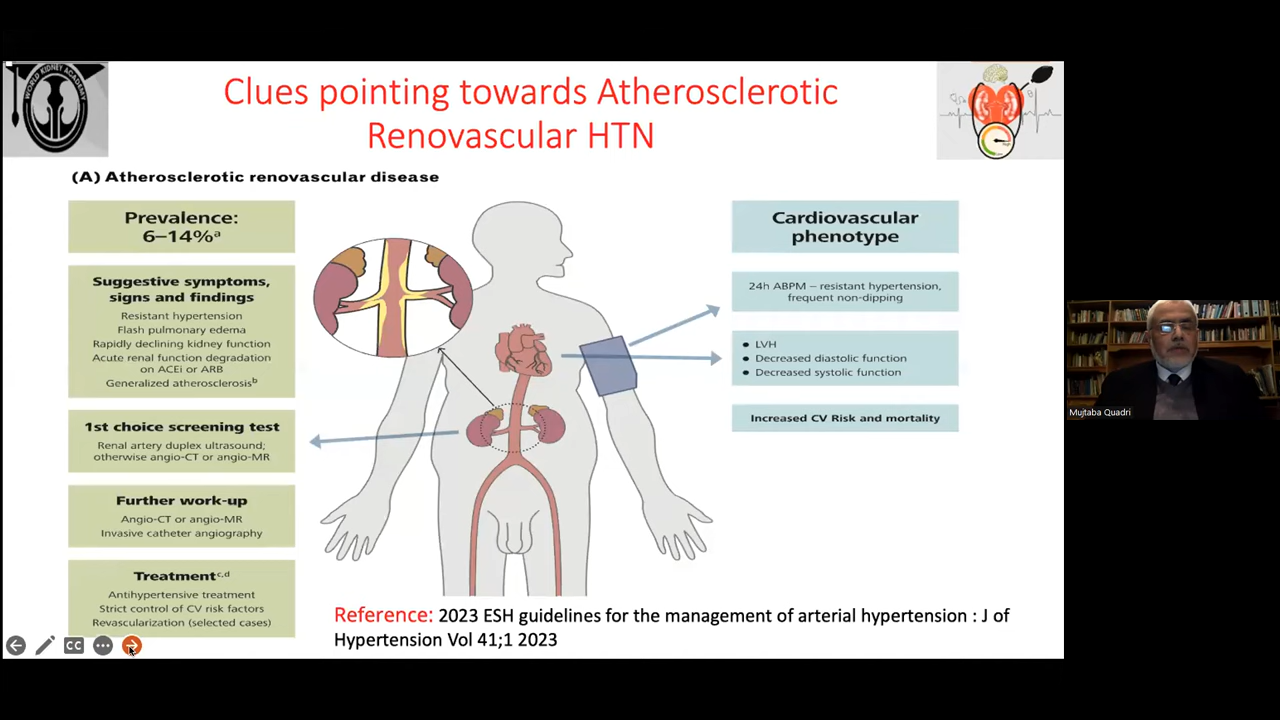 WORLD KIDNEY ACADEMY
Clues pointing towards Atherosclerotic
Renovascular HTN
(A) Atherosclerotic renovascular disease
Prevalence:
6–14%ᵃ
Suggestive symptoms,
signs and findings
Resistant hypertension
Flash pulmonary edema
Rapidly declining kidney function
Acute renal function degradation
on ACEi or ARB
Generalized atherosclerosisᵇ
1st choice screening test
Renal artery duplex ultrasound;
otherwise angio-CT or angio-MR
Further work-up
Angio-CT or angio-MR
Invasive catheter angiography
Treatmentᶜ,ᵈ
Antihypertensive treatment
Strict control of CV risk factors
Revascularization (selected cases)
Cardiovascular
phenotype
24h ABPM – resistant hypertension,
frequent non-dipping
• LVH
• Decreased diastolic function
• Decreased systolic function
Increased CV Risk and mortality
Reference: 2023 ESH guidelines for the management of arterial hypertension : J of
Hypertension Vol 41;1 2023
CC
Mujtaba Quadri